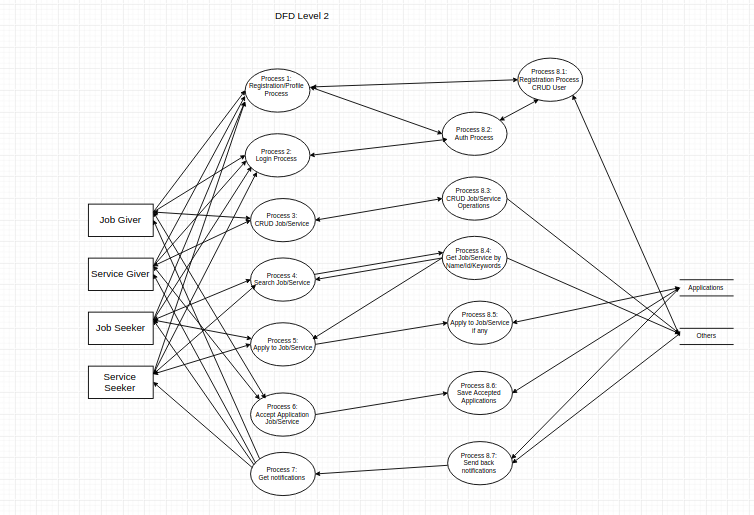 DFD Level 2
Process 1:
Registration/Profile
Process
Process 8.1:
Registration Process
CRUD User
Process 8.2:
Auth Process
Process 2:
Login Process
Process 3:
CRUD Job/Service
Process 8.3:
CRUD Job/Service
Operations
Job Giver
Service Giver
Job Seeker
Service
Seeker
Process 4:
Search Job/Service
Process 8.4:
Get Job/Service by
Name/Id/Keywords
Applications
Others
Process 5:
Apply to Job/Service
Process 8.5:
Apply to Job/Service
if any
Process 6:
Accept Application
Job/Service
Process 8.6:
Save Accepted
Applications
Process 7:
Get notifications
Process 8.7:
Send back
notifications